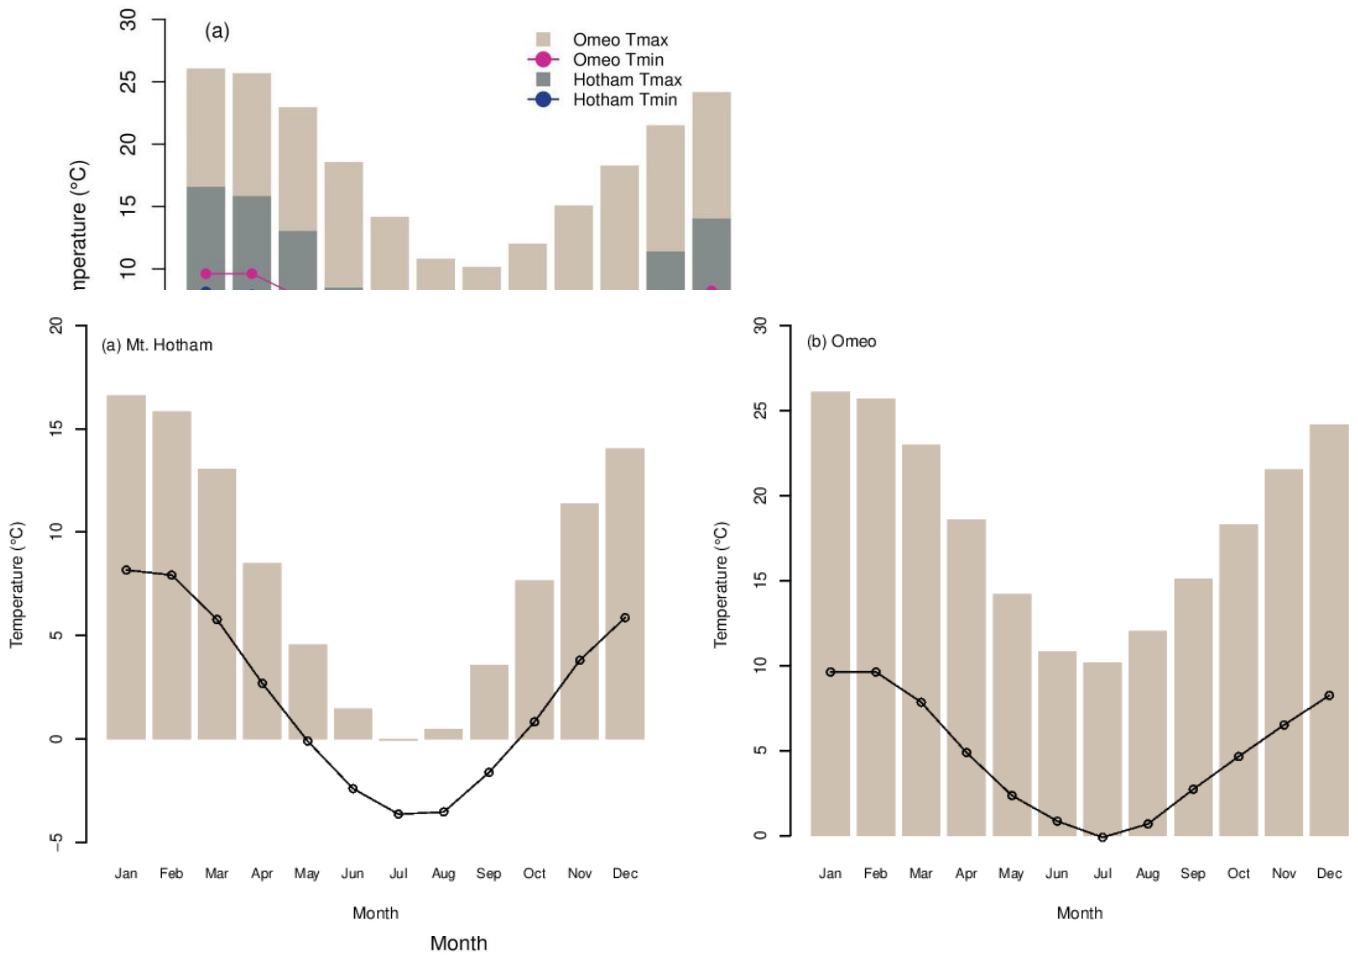 (a)
Omeo Tmax
Omeo Tmin
Hotham Tmax
Hotham Tmin
30
25
20
15
10
mperature (°C)
(a) Mt. Hotham
20
15
10
5
0
−5
Temperature (°C)
Jan Feb Mar Apr May Jun Jul Aug Sep Oct Nov Dec
Month
(b) Omeo
30
25
20
15
10
5
0
Temperature (°C)
Jan Feb Mar Apr May Jun Jul Aug Sep Oct Nov Dec
Month
Month